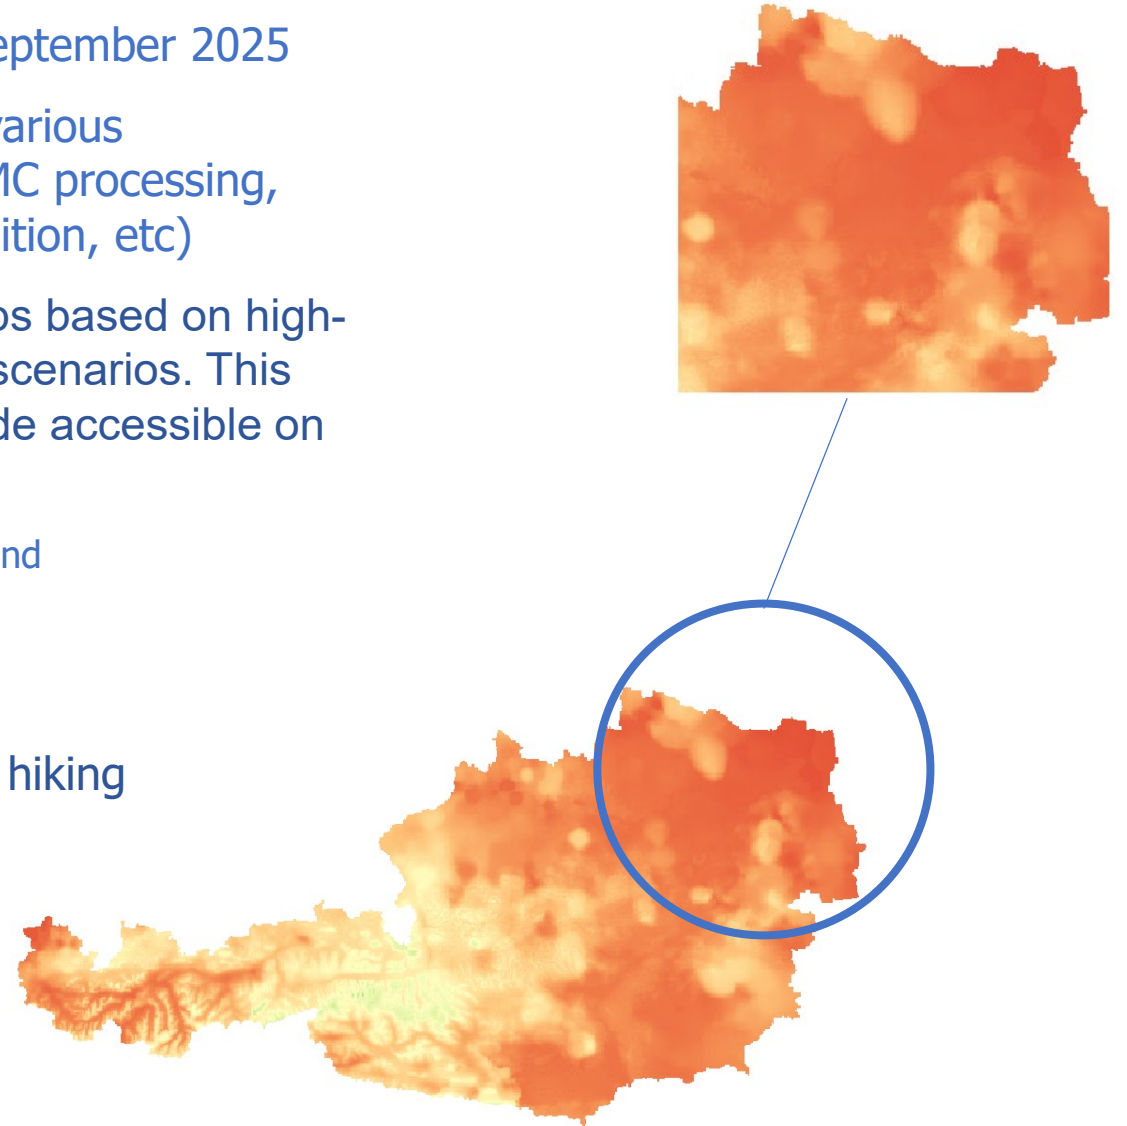 eptember 2025
various
MC processing,
ition, etc)
os based on high-
scenarios. This
de accessible on
nd
hiking